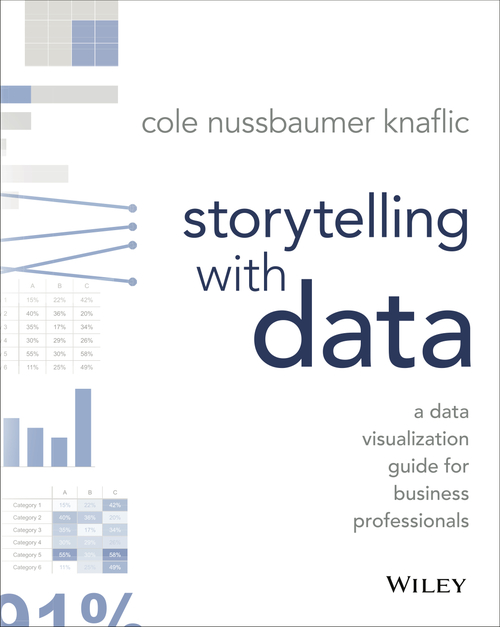 cole nussbaumer knaflic
storytelling
with
data
a data
visualization
guide for
business
professionals
WILEY
A B C
1 15% 22% 42%
2 40% 36% 20%
3 35% 17% 34%
4 30% 29% 26%
5 55% 30% 58%
6 11% 25% 49%
A B C
Category 1 15% 22% 42%
Category 2 40% 36% 20%
Category 3 35% 17% 34%
Category 4 30% 29% 26%
Category 5 55% 30% 58%
Category 6 11% 25% 49%
91%